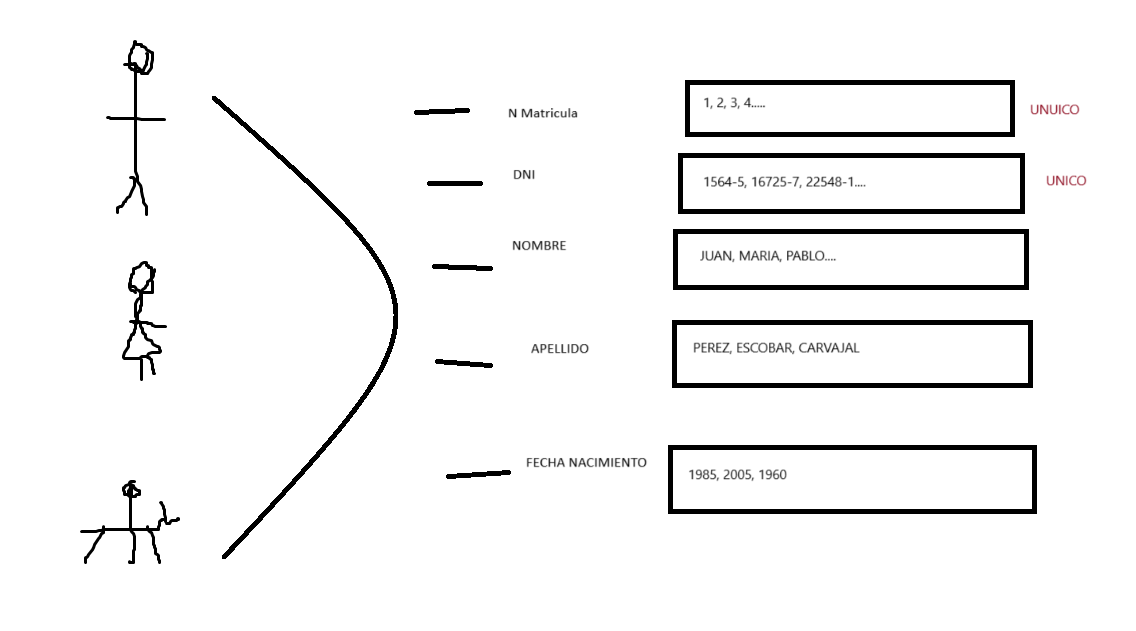 N Matricula
1, 2, 3, 4.....
UNUICO
DNI
1564-5, 16725-7, 22548-1....
UNICO
NOMBRE
JUAN, MARIA, PABLO....
APELLIDO
PEREZ, ESCOBAR, CARVAJAL
FECHA NACIMIENTO
1985, 2005, 1960